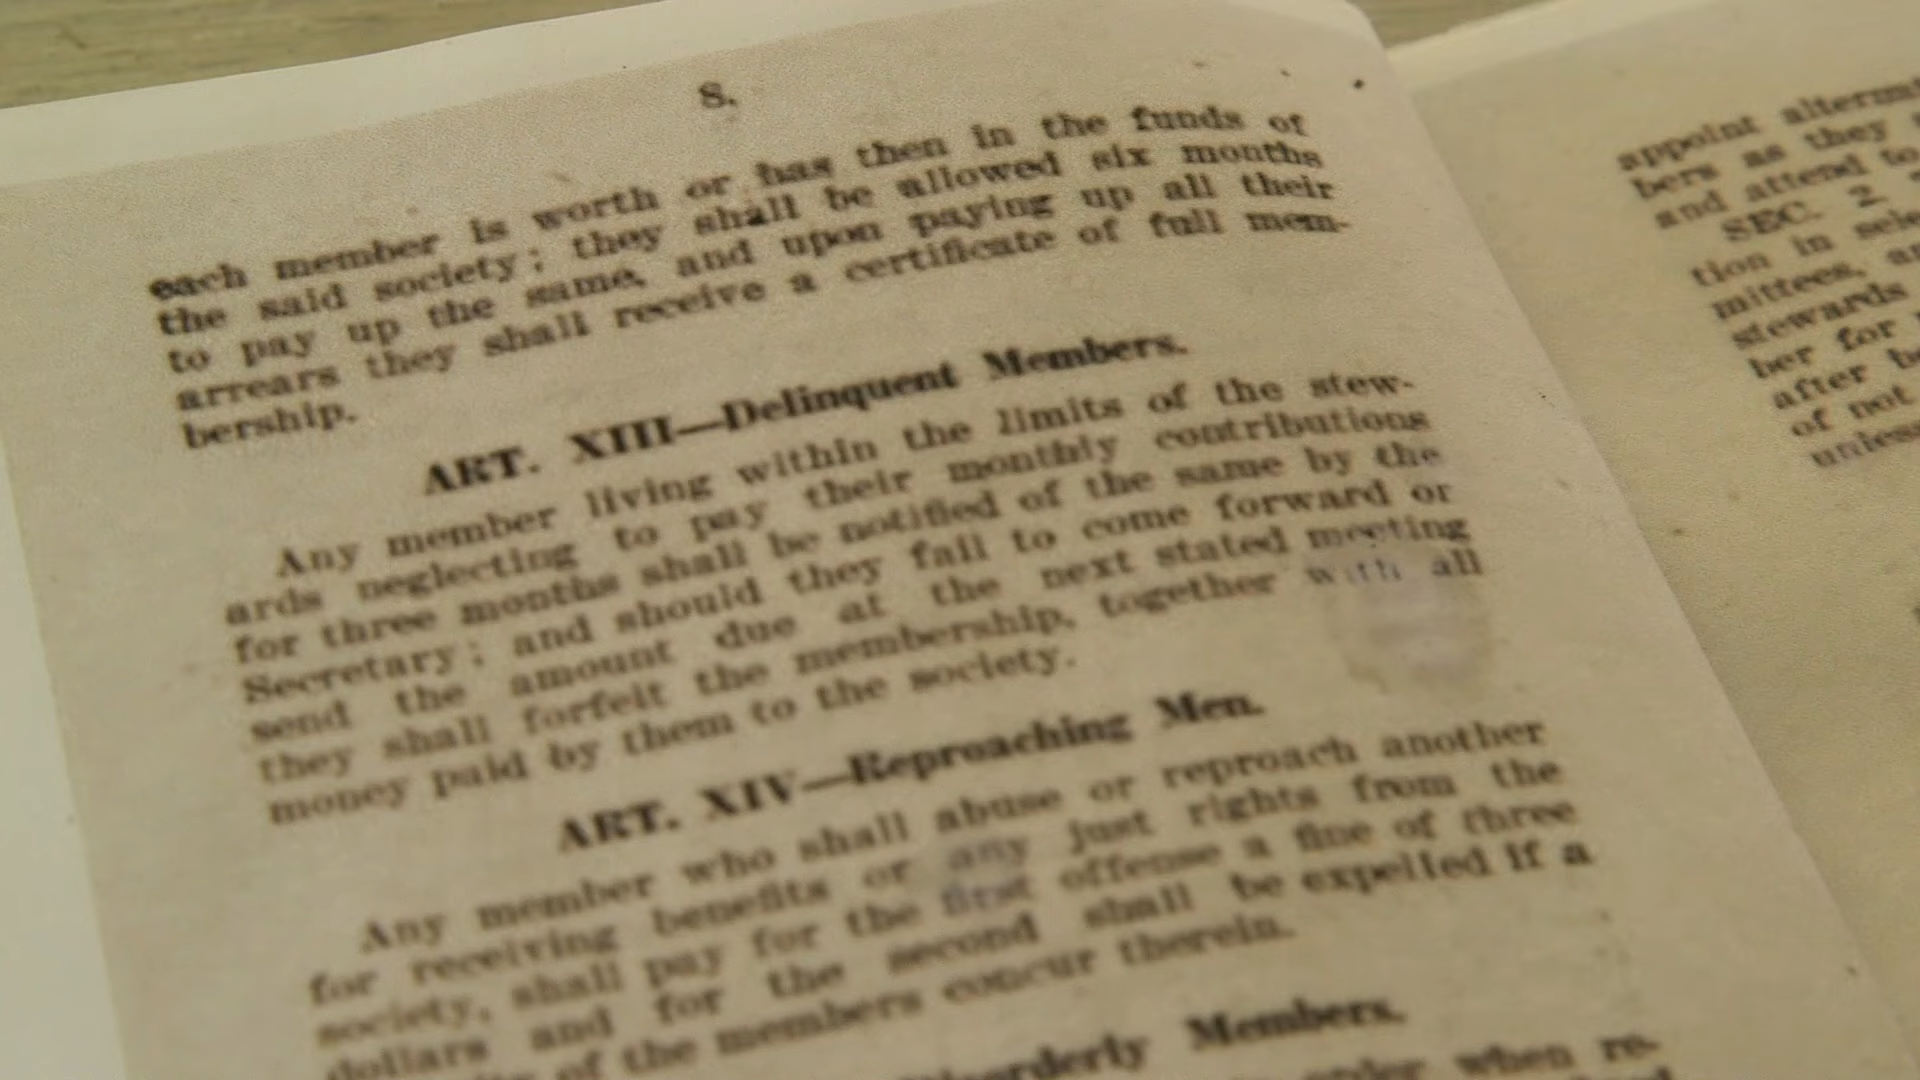 8.
each member is worth or has then in the funds of
the said society; they shall be allowed six months
to pay up the same, and upon paying up all their
arrears they shall receive a certificate of full mem-
bership.
ART. XIII—Delinquent Members.
Any member living within the limits of the stew-
ards neglecting to pay their monthly contributions
for three months shall be notified of the same by the
Secretary; and should they fail to come forward or
send the amount due at the next stated meeting
they shall forfeit the membership, together with all
money paid by them to the society.
ART. XIV—Reproaching Men.
Any member who shall abuse or reproach another
for receiving benefits or any just rights from the
society, shall pay for the first offense a fine of three
dollars and for the second shall be expelled if a
of the members concur therein.
Members.
when re-
appoint
bers as they
and attend to
SEC. 2
tion in
mittees,
stewards
ber for
after
of not